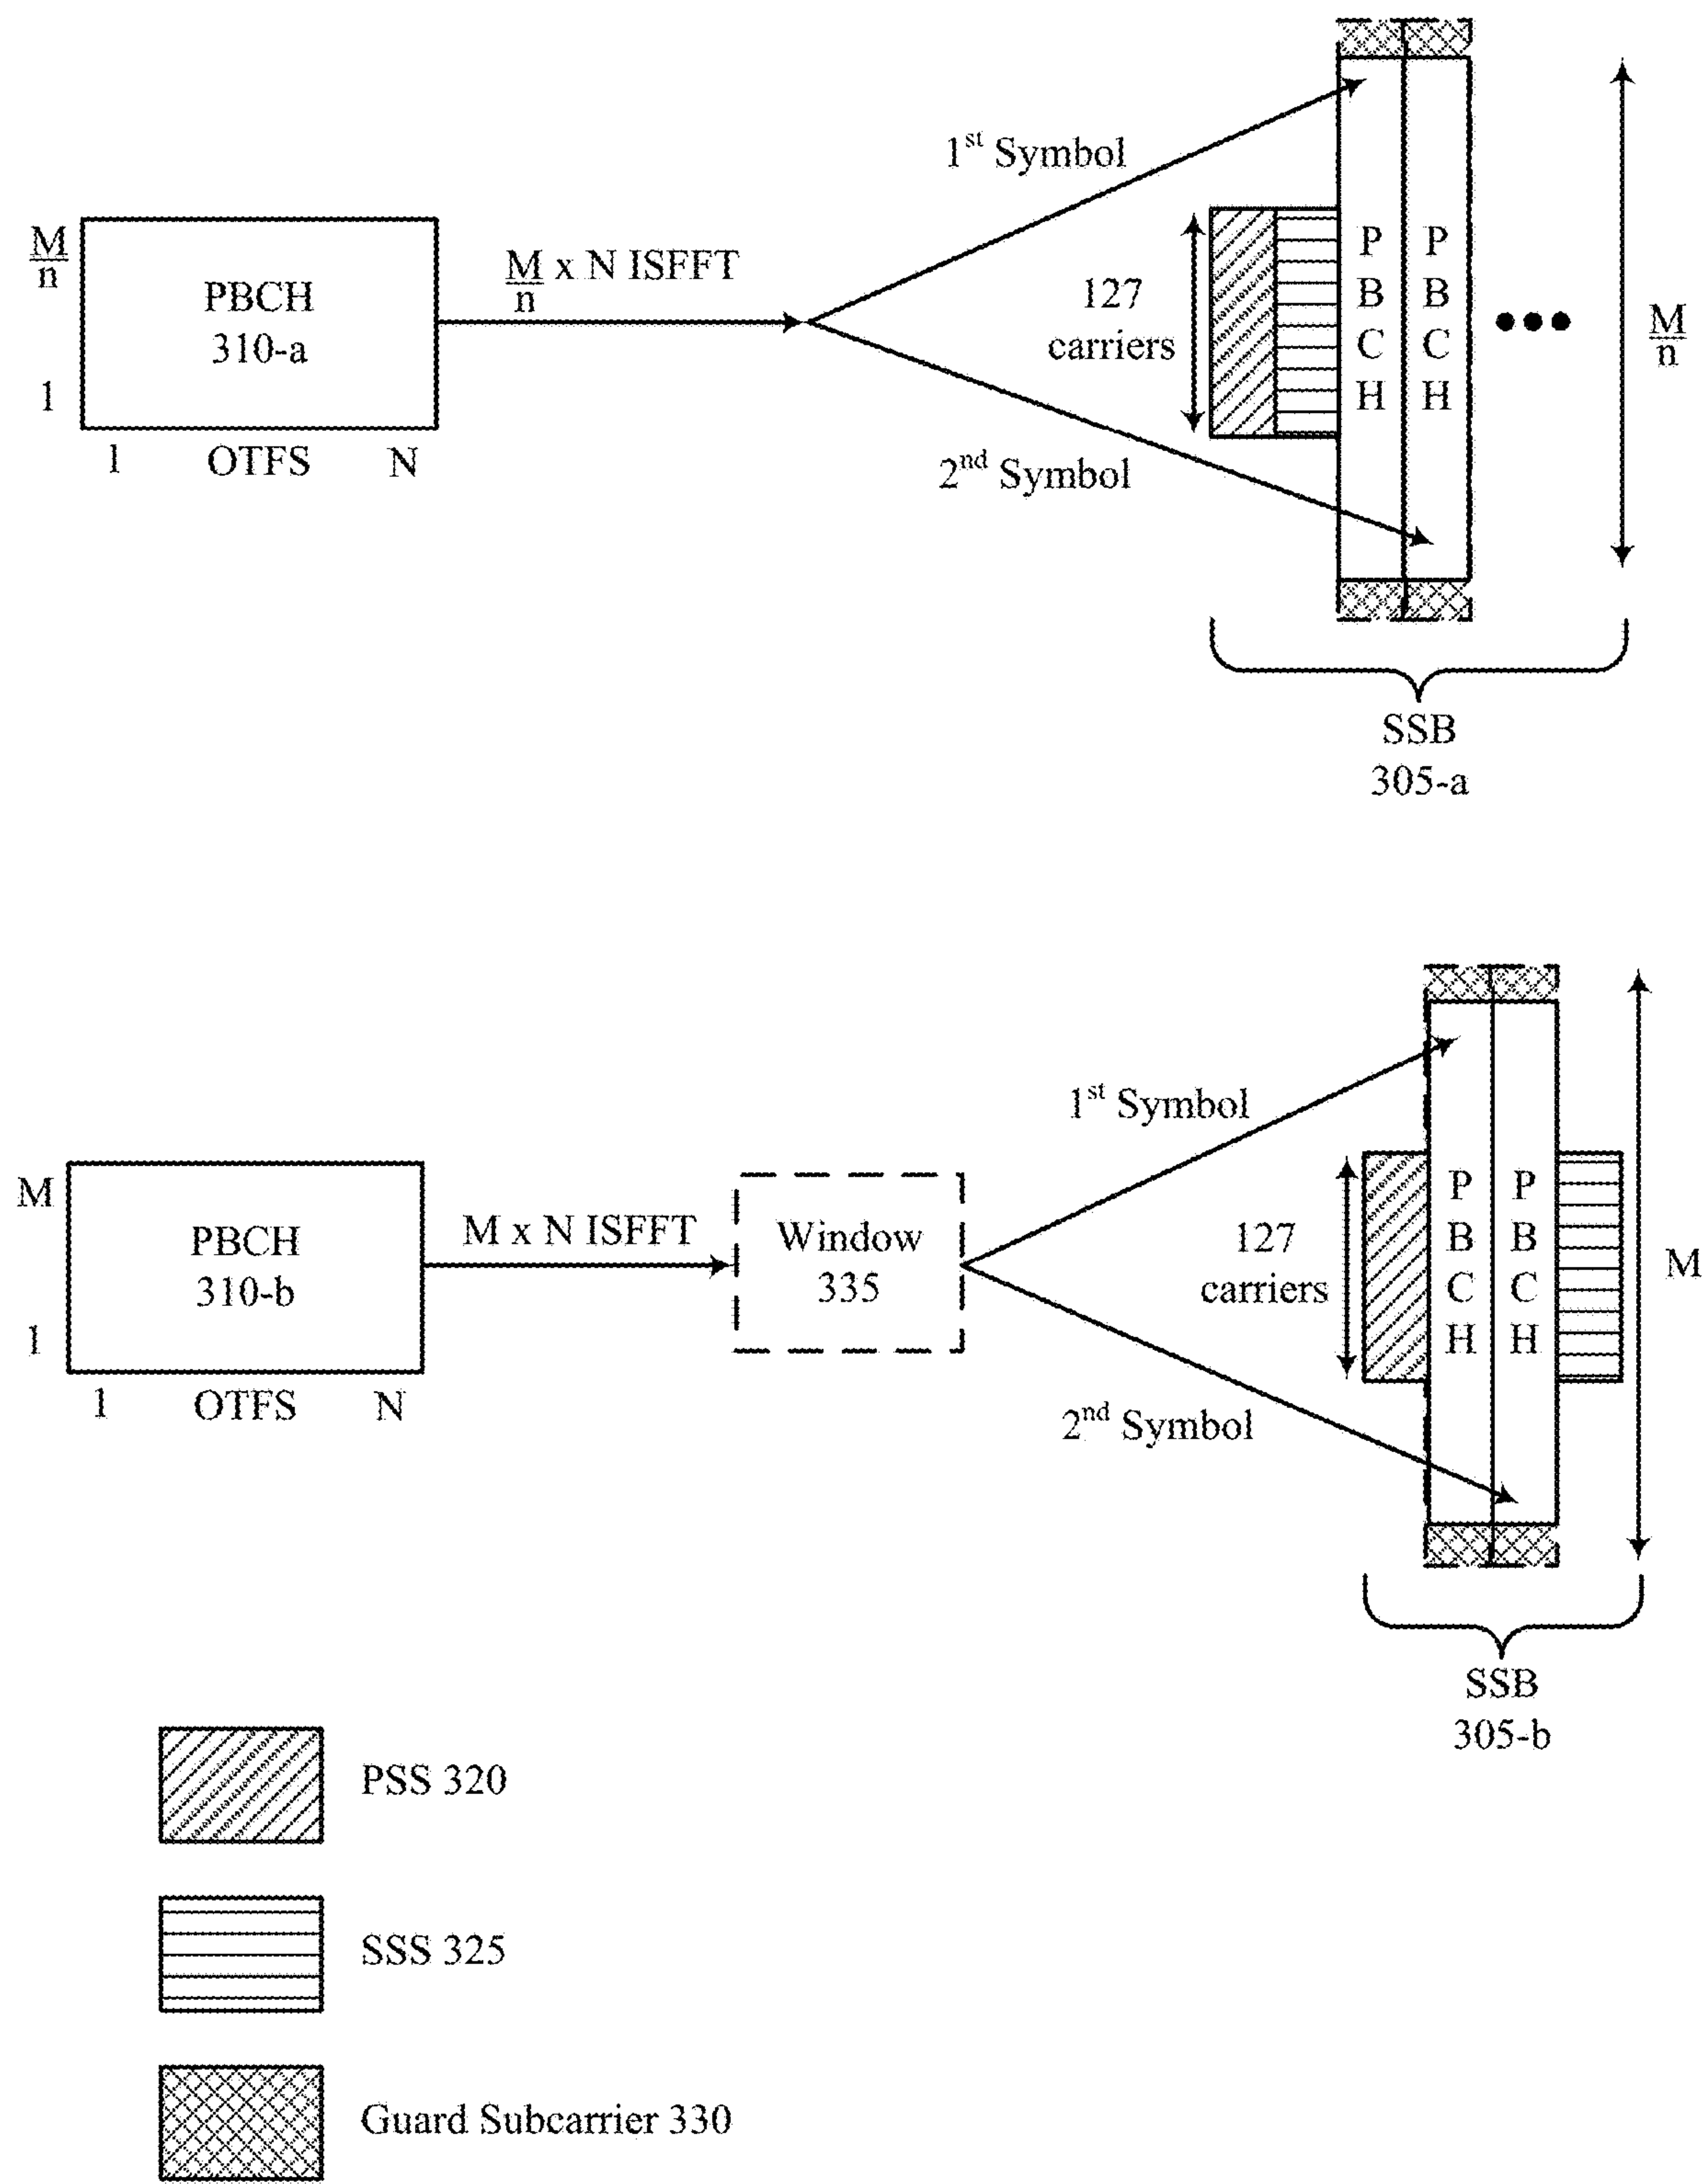 M/n
PBCH
310-a
1
1 OTFS N
M/n x N ISFFT
1st Symbol
2nd Symbol
127
carriers
P
B
C
H
P
B
C
H
M/n
SSB
305-a
M
PBCH
310-b
1
1 OTFS N
M x N ISFFT
Window
335
1st Symbol
2nd Symbol
127
carriers
P
B
C
H
P
B
C
H
M
SSB
305-b
PSS 320
SSS 325
Guard Subcarrier 330